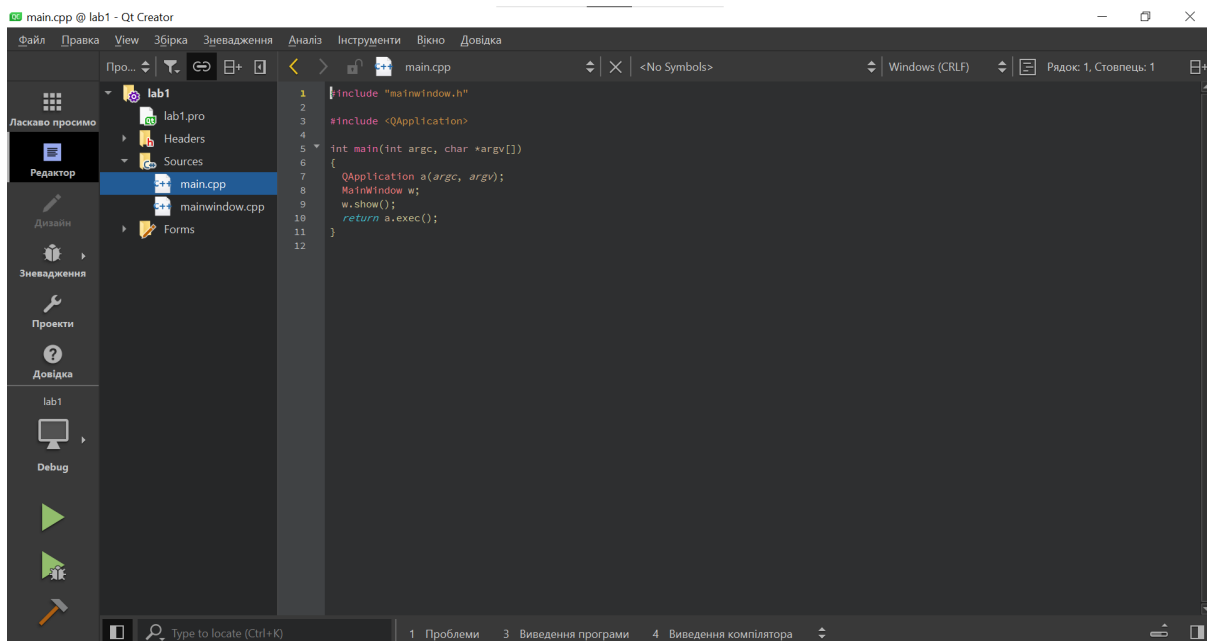 main.cpp @ lab1 - Qt Creator
Файл Правка View Збірка Зневадження Аналіз Інструменти Вікно Довідка
Про... main.cpp <No Symbols> Windows (CRLF) Рядок: 1, Стовпець: 1
Ласкаво просимо
Редактор
Дизайн
Зневадження
Проекти
Довідка
lab1
Debug
lab1
lab1.pro
Headers
Sources
main.cpp
mainwindow.cpp
Forms
1 #include "mainwindow.h"
2
3 #include <QApplication>
4
5 int main(int argc, char *argv[])
6 {
7 QApplication a(argc, argv);
8 MainWindow w;
9 w.show();
10 return a.exec();
11 }
12
Type to locate (Ctrl+K) 1 Проблеми 3 Виведення програми 4 Виведення компілятора